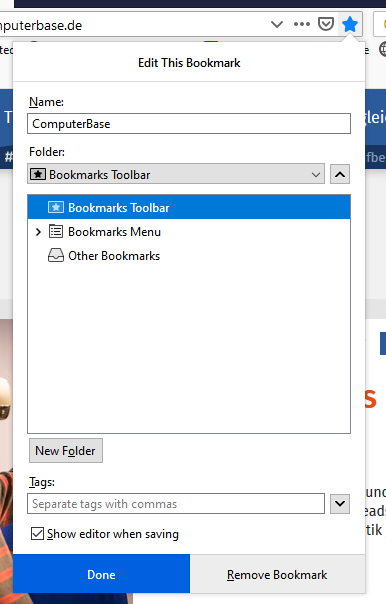 nputerbase.de
Edit This Bookmark
Name:
ComputerBase
Folder:
Bookmarks Toolbar
Bookmarks Toolbar
Bookmarks Menu
Other Bookmarks
New Folder
Tags:
Separate tags with commas
Show editor when saving
Done
Remove Bookmark